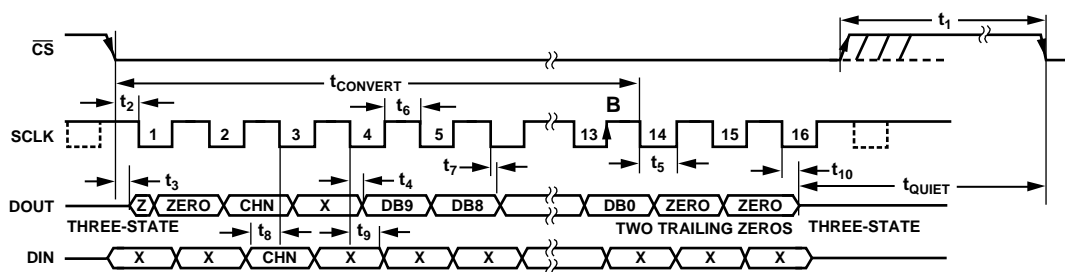 t1
CS
tCONVERT
t2 t6 B
SCLK 1 2 3 4 5 13 14 15 16
t3 t4 t7 t5 t10 tQUIET
DOUT Z ZERO CHN X DB9 DB8 DB0 ZERO ZERO
THREE-STATE TWO TRAILING ZEROS THREE-STATE
t8 t9
DIN X X CHN X X X X X X